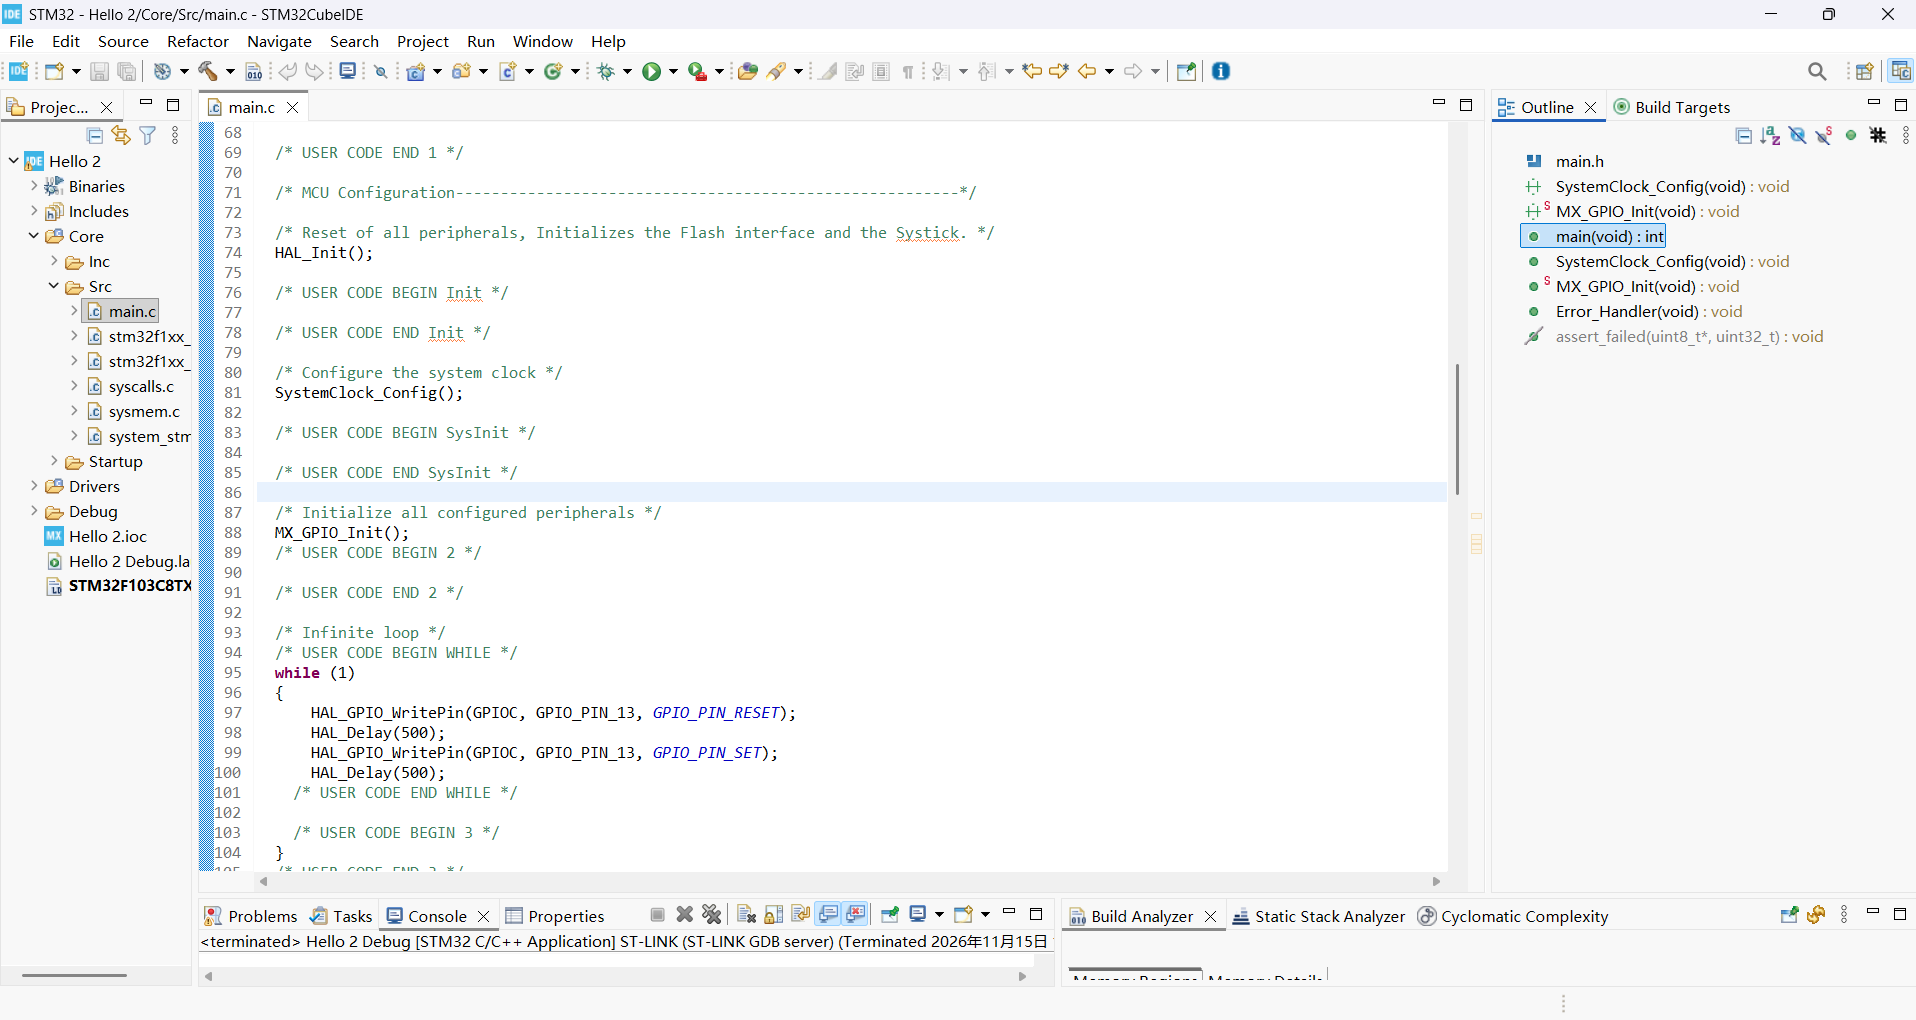 IDE STM32 - Hello 2/Core/Src/main.c - STM32CubeIDE
File Edit Source Refactor Navigate Search Project Run Window Help
Projec...
Hello 2
Binaries
Includes
Core
Inc
Src
main.c
stm32f1xx_
stm32f1xx_
syscalls.c
sysmem.c
system_stm
Startup
Drivers
Debug
MX Hello 2.ioc
Hello 2 Debug.la
STM32F103C8TX
main.c
68
69 /* USER CODE END 1 */
70
71 /* MCU Configuration--------------------------------------------------------*/
72
73 /* Reset of all peripherals, Initializes the Flash interface and the Systick. */
74 HAL_Init();
75
76 /* USER CODE BEGIN Init */
77
78 /* USER CODE END Init */
79
80 /* Configure the system clock */
81 SystemClock_Config();
82
83 /* USER CODE BEGIN SysInit */
84
85 /* USER CODE END SysInit */
86
87 /* Initialize all configured peripherals */
88 MX_GPIO_Init();
89 /* USER CODE BEGIN 2 */
90
91 /* USER CODE END 2 */
92
93 /* Infinite loop */
94 /* USER CODE BEGIN WHILE */
95 while (1)
96 {
97 HAL_GPIO_WritePin(GPIOC, GPIO_PIN_13, GPIO_PIN_RESET);
98 HAL_Delay(500);
99 HAL_GPIO_WritePin(GPIOC, GPIO_PIN_13, GPIO_PIN_SET);
100 HAL_Delay(500);
101 /* USER CODE END WHILE */
102
103 /* USER CODE BEGIN 3 */
104 }
Outline Build Targets
main.h
SystemClock_Config(void) : void
MX_GPIO_Init(void) : void
main(void) : int
SystemClock_Config(void) : void
MX_GPIO_Init(void) : void
Error_Handler(void) : void
assert_failed(uint8_t*, uint32_t) : void
Problems Tasks Console Properties
<terminated> Hello 2 Debug [STM32 C/C++ Application] ST-LINK (ST-LINK GDB server) (Terminated 2026年11月15日
Build Analyzer Static Stack Analyzer Cyclomatic Complexity
Memory Regions Memory Details